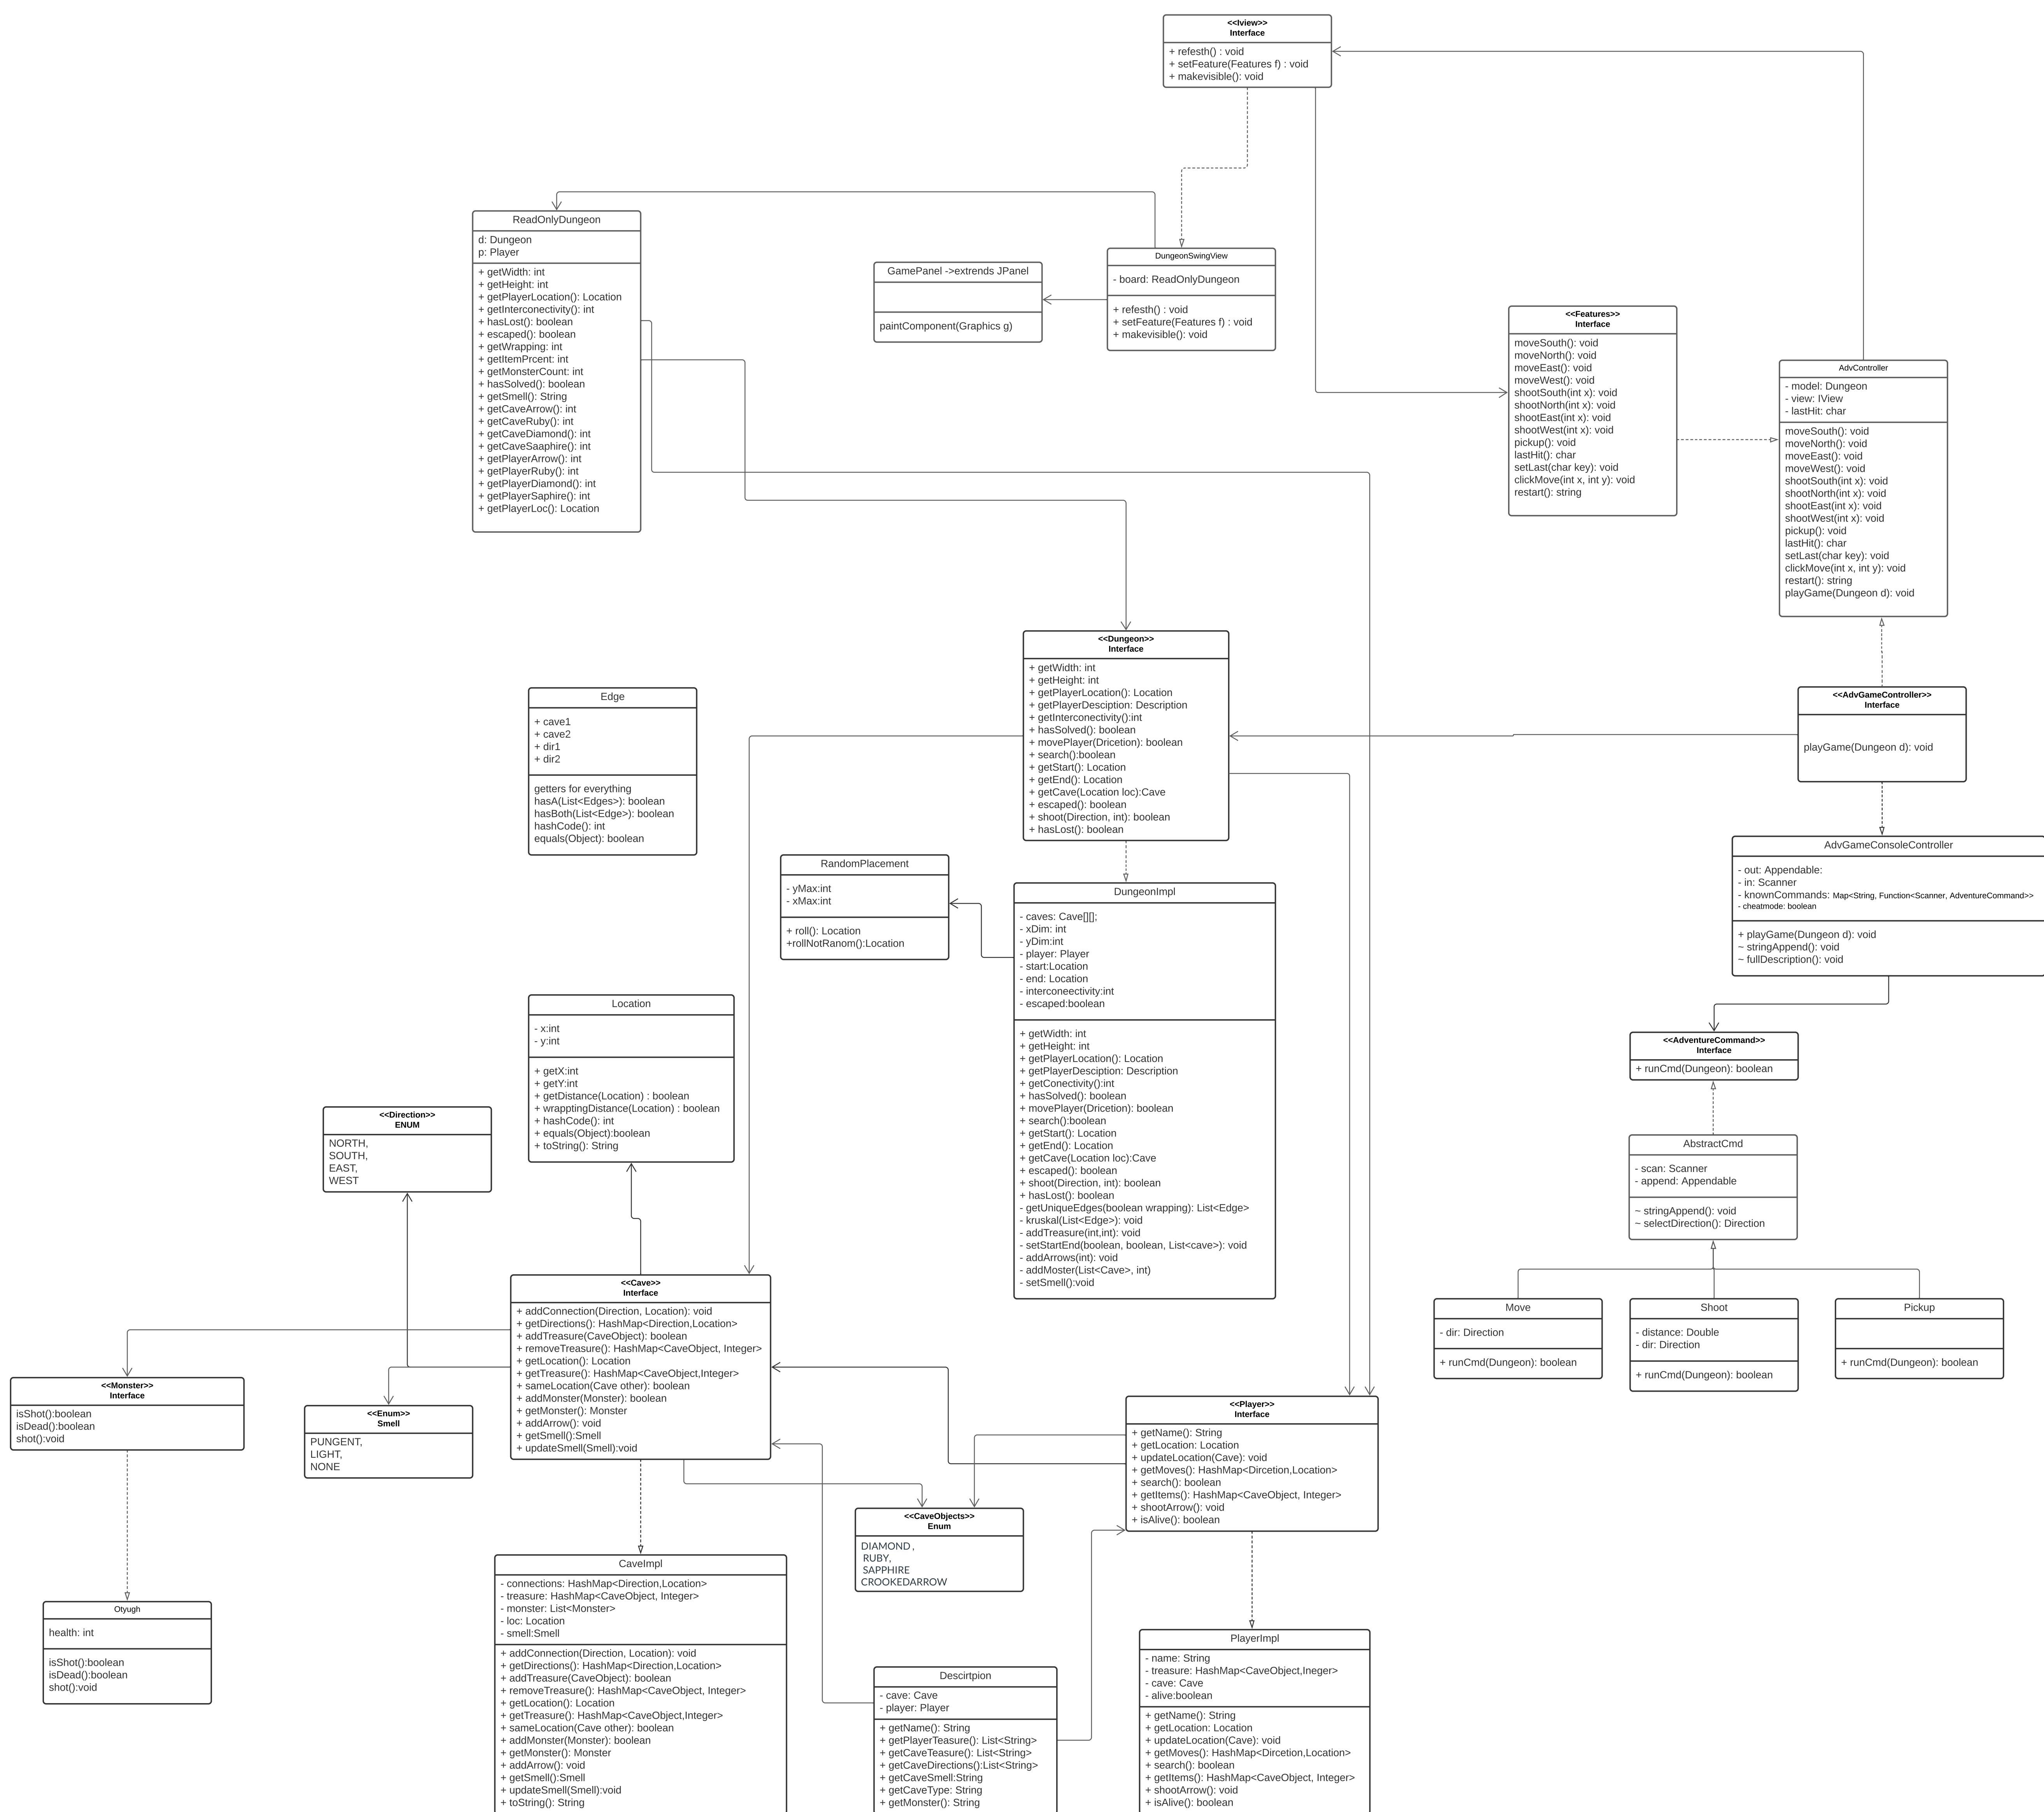 <<Iview>>
Interface
+ refesth() : void
+ setFeature(Features f) : void
+ makevisible(): void
ReadOnlyDungeon
d: Dungeon
p: Player
+ getWidth: int
+ getHeight: int
+ getPlayerLocation(): Location
+ getInterconectivity(): int
+ hasLost(): boolean
+ escaped(): boolean
+ getWrapping: int
+ getItemPrcent: int
+ getMonsterCount: int
+ hasSolved(): boolean
+ getSmell(): String
+ getCaveArrow(): int
+ getCaveRuby(): int
+ getCaveDiamond(): int
+ getCaveSaaphire(): int
+ getPlayerArrow(): int
+ getPlayerRuby(): int
+ getPlayerDiamond(): int
+ getPlayerSaphire(): int
+ getPlayerLoc(): Location
GamePanel ->extrends JPanel
paintComponent(Graphics g)
DungeonSwingView
- board: ReadOnlyDungeon
+ refesth() : void
+ setFeature(Features f) : void
+ makevisible(): void
<<Features>>
Interface
moveSouth(): void
moveNorth(): void
moveEast(): void
moveWest(): void
shootSouth(int x): void
shootNorth(int x): void
shootEast(int x): void
shootWest(int x): void
pickup(): void
lastHit(): char
setLast(char key): void
clickMove(int x, int y): void
restart(): string
AdvController
- model: Dungeon
- view: IView
- lastHit: char
moveSouth(): void
moveNorth(): void
moveEast(): void
moveWest(): void
shootSouth(int x): void
shootNorth(int x): void
shootEast(int x): void
shootWest(int x): void
pickup(): void
lastHit(): char
setLast(char key): void
clickMove(int x, int y): void
restart(): string
playGame(Dungeon d): void
<<Dungeon>>
Interface
+ getWidth: int
+ getHeight: int
+ getPlayerLocation(): Location
+ getPlayerDesciption: Description
+ getInterconectivity():int
+ hasSolved(): boolean
+ movePlayer(Dricetion): boolean
+ search():boolean
+ getStart(): Location
+ getEnd(): Location
+ getCave(Location loc):Cave
+ escaped(): boolean
+ shoot(Direction, int): boolean
+ hasLost(): boolean
Edge
+ cave1
+ cave2
+ dir1
+ dir2
getters for everything
hasA(List<Edges>): boolean
hasBoth(List<Edge>): boolean
hashCode(): int
equals(Object): boolean
<<AdvGameController>>
Interface
playGame(Dungeon d): void
AdvGameConsoleController
- out: Appendable:
- in: Scanner
- knownCommands: Map<String, Function<Scanner, AdventureCommand>>
- cheatmode: boolean
+ playGame(Dungeon d): void
~ stringAppend(): void
~ fullDescription(): void
RandomPlacement
- yMax:int
- xMax:int
+ roll(): Location
+rollNotRanom():Location
DungeonImpl
- caves: Cave[][];
- xDim: int
- yDim:int
- player: Player
- start:Location
- end: Location
- interconeectivity:int
- escaped:boolean
+ getWidth: int
+ getHeight: int
+ getPlayerLocation(): Location
+ getPlayerDesciption: Description
+ getConectivity():int
+ hasSolved(): boolean
+ movePlayer(Dricetion): boolean
+ search():boolean
+ getStart(): Location
+ getEnd(): Location
+ getCave(Location loc):Cave
+ escaped(): boolean
+ shoot(Direction, int): boolean
+ hasLost(): boolean
- getUniqueEdges(boolean wrapping): List<Edge>
- kruskal(List<Edge>): void
- addTreasure(int,int): void
- setStartEnd(boolean, boolean, List<cave>): void
- addArrows(int): void
- addMoster(List<Cave>, int)
- setSmell():void
Location
- x:int
- y:int
+ getX:int
+ getY:int
+ getDistance(Location) : boolean
+ wrapptingDistance(Location) : boolean
+ hashCode(): int
+ equals(Object):boolean
+ toString(): String
<<Direction>>
ENUM
NORTH,
SOUTH,
EAST,
WEST
<<AdventureCommand>>
Interface
+ runCmd(Dungeon): boolean
AbstractCmd
- scan: Scanner
- append: Appendable
~ stringAppend(): void
~ selectDirection(): Direction
Move
- dir: Direction
+ runCmd(Dungeon): boolean
Shoot
- distance: Double
- dir: Direction
+ runCmd(Dungeon): boolean
Pickup
+ runCmd(Dungeon): boolean
<<Cave>>
Interface
+ addConnection(Direction, Location): void
+ getDirections(): HashMap<Direction,Location>
+ addTreasure(CaveObject): boolean
+ removeTreasure(): HashMap<CaveObject, Integer>
+ getLocation(): Location
+ getTreasure(): HashMap<CaveObject,Integer>
+ sameLocation(Cave other): boolean
+ addMonster(Monster): boolean
+ getMonster(): Monster
+ addArrow(): void
+ getSmell():Smell
+ updateSmell(Smell):void
<<Monster>>
Interface
isShot():boolean
isDead():boolean
shot():void
<<Enum>>
Smell
PUNGENT,
LIGHT,
NONE
<<Player>>
Interface
+ getName(): String
+ getLocation: Location
+ updateLocation(Cave): void
+ getMoves(): HashMap<Dircetion,Location>
+ search(): boolean
+ getItems(): HashMap<CaveObject, Integer>
+ shootArrow(): void
+ isAlive(): boolean
<<CaveObjects>>
Enum
DIAMOND ,
RUBY,
SAPPHIRE
CROOKEDARROW
CaveImpl
- connections: HashMap<Direction,Location>
- treasure: HashMap<CaveObject, Integer>
- monster: List<Monster>
- loc: Location
- smell:Smell
+ addConnection(Direction, Location): void
+ getDirections(): HashMap<Direction,Location>
+ addTreasure(CaveObject): boolean
+ removeTreasure(): HashMap<CaveObject, Integer>
+ getLocation(): Location
+ getTreasure(): HashMap<CaveObject,Integer>
+ sameLocation(Cave other): boolean
+ addMonster(Monster): boolean
+ getMonster(): Monster
+ addArrow(): void
+ getSmell():Smell
+ updateSmell(Smell):void
+ toString(): String
Otyugh
health: int
isShot():boolean
isDead():boolean
shot():void
Descirtpion
- cave: Cave
- player: Player
+ getName(): String
+ getPlayerTeasure(): List<String>
+ getCaveTeasure(): List<String>
+ getCaveDirections():List<String>
+ getCaveSmell:String
+ getCaveType: String
+ getMonster(): String
PlayerImpl
- name: String
- treasure: HashMap<CaveObject,Ineger>
- cave: Cave
- alive:boolean
+ getName(): String
+ getLocation: Location
+ updateLocation(Cave): void
+ getMoves(): HashMap<Dircetion,Location>
+ search(): boolean
+ getItems(): HashMap<CaveObject, Integer>
+ shootArrow(): void
+ isAlive(): boolean